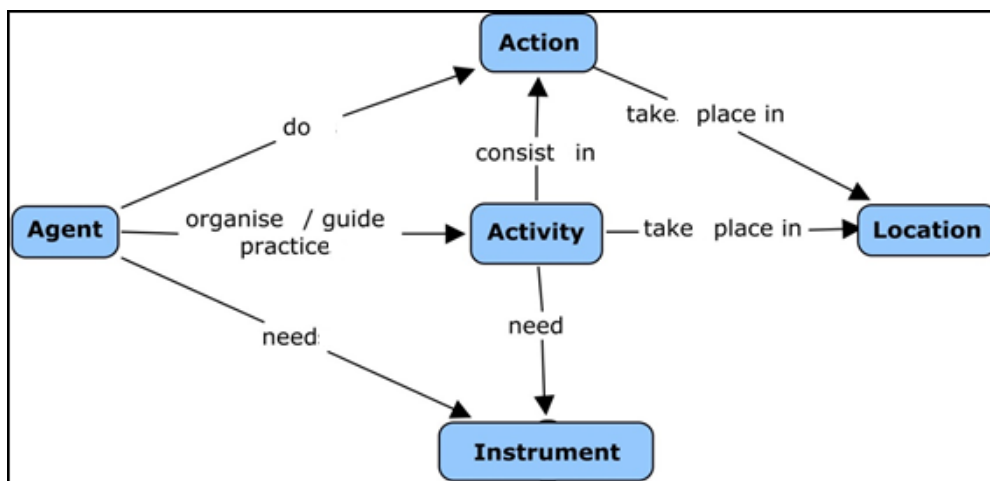 Action
take place in
do
consist in
Agent
organise / guide
practice
Activity
take place in
Location
need
need
Instrument